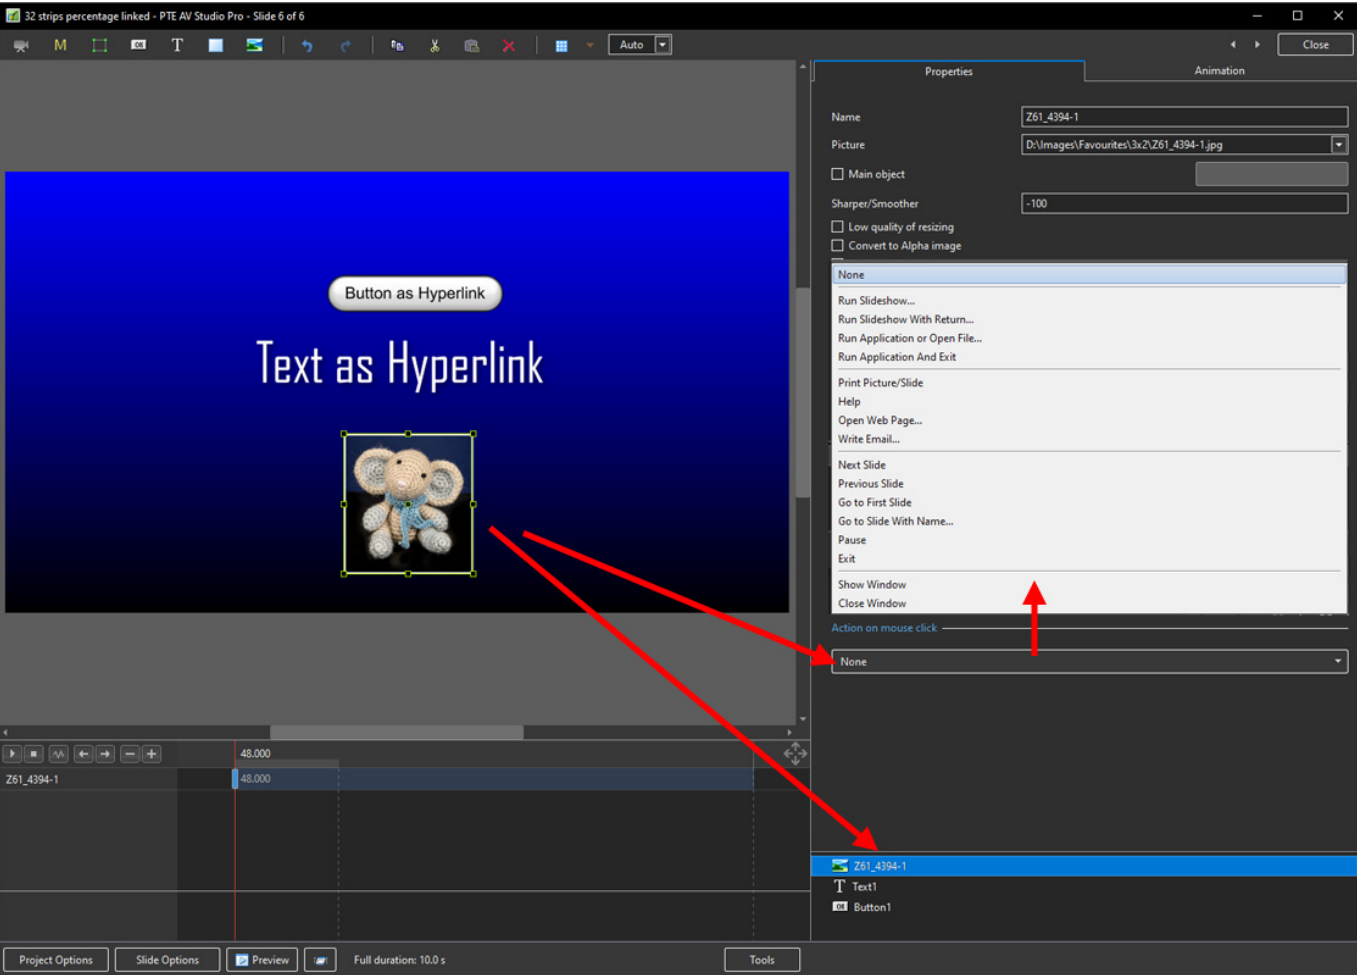 32 strips percentage linked - PTE AV Studio Pro - Slide 6 of 6
M
OK
T
Auto
Close
Properties
Animation
Name
Z61_4394-1
Picture
D:\Images\Favourites\3x2\Z61_4394-1.jpg
Main object
Sharper/Smoother
-100
Low quality of resizing
Convert to Alpha image
None
Run Slideshow...
Run Slideshow With Return...
Run Application or Open File...
Run Application And Exit
Print Picture/Slide
Help
Open Web Page...
Write Email...
Next Slide
Previous Slide
Go to First Slide
Go to Slide With Name...
Pause
Exit
Show Window
Close Window
Action on mouse click
None
Button as Hyperlink
Text as Hyperlink
48.000
Z61_4394-1
48.000
Z61_4394-1
T Text1
OK Button1
Project Options
Slide Options
Preview
Full duration: 10.0 s
Tools